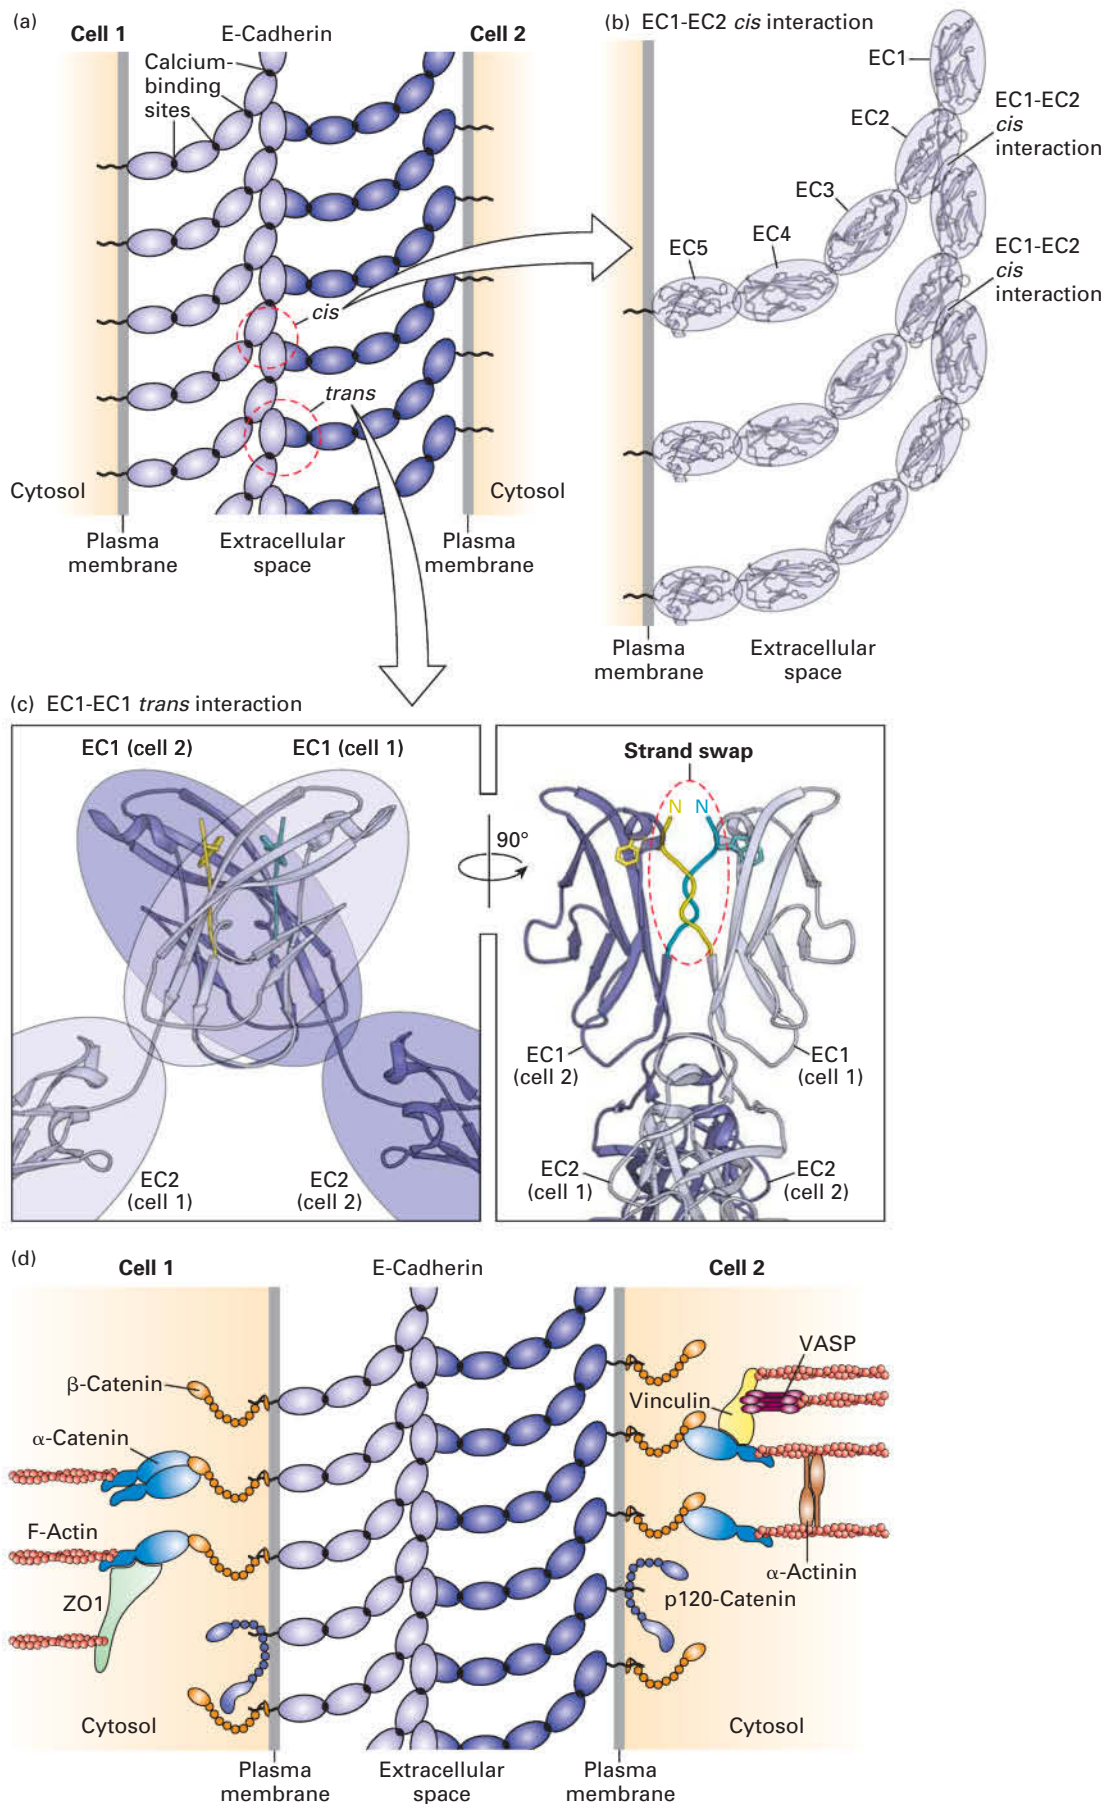 (a)
Cell 1
E-Cadherin
Cell 2
Calcium-
binding
sites
cis
trans
Cytosol
Cytosol
Plasma
membrane
Extracellular
space
Plasma
membrane
(b) EC1-EC2 cis interaction
EC1
EC2
EC3
EC4
EC5
EC1-EC2
cis
interaction
EC1-EC2
cis
interaction
Plasma
membrane
Extracellular
space
(c) EC1-EC1 trans interaction
EC1 (cell 2)
EC1 (cell 1)
EC2
(cell 1)
EC2
(cell 2)
90°
Strand swap
N
N
EC1
(cell 2)
EC1
(cell 1)
EC2
(cell 1)
EC2
(cell 2)
(d)
Cell 1
E-Cadherin
Cell 2
β-Catenin
α-Catenin
F-Actin
ZO1
VASP
Vinculin
α-Actinin
p120-Catenin
Cytosol
Cytosol
Plasma
membrane
Extracellular
space
Plasma
membrane